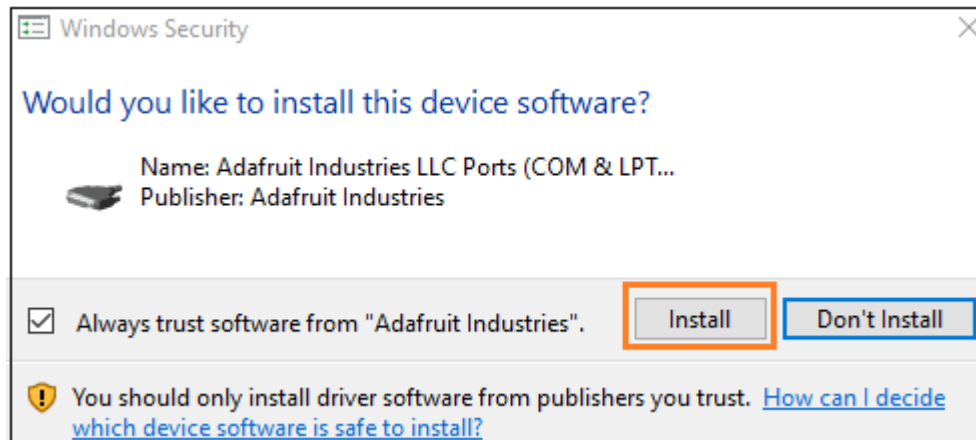 Windows Security
Would you like to install this device software?
Name: Adafruit Industries LLC Ports (COM & LPT...
Publisher: Adafruit Industries
Always trust software from "Adafruit Industries".
Install
Don't Install
You should only install driver software from publishers you trust. How can I decide
which device software is safe to install?